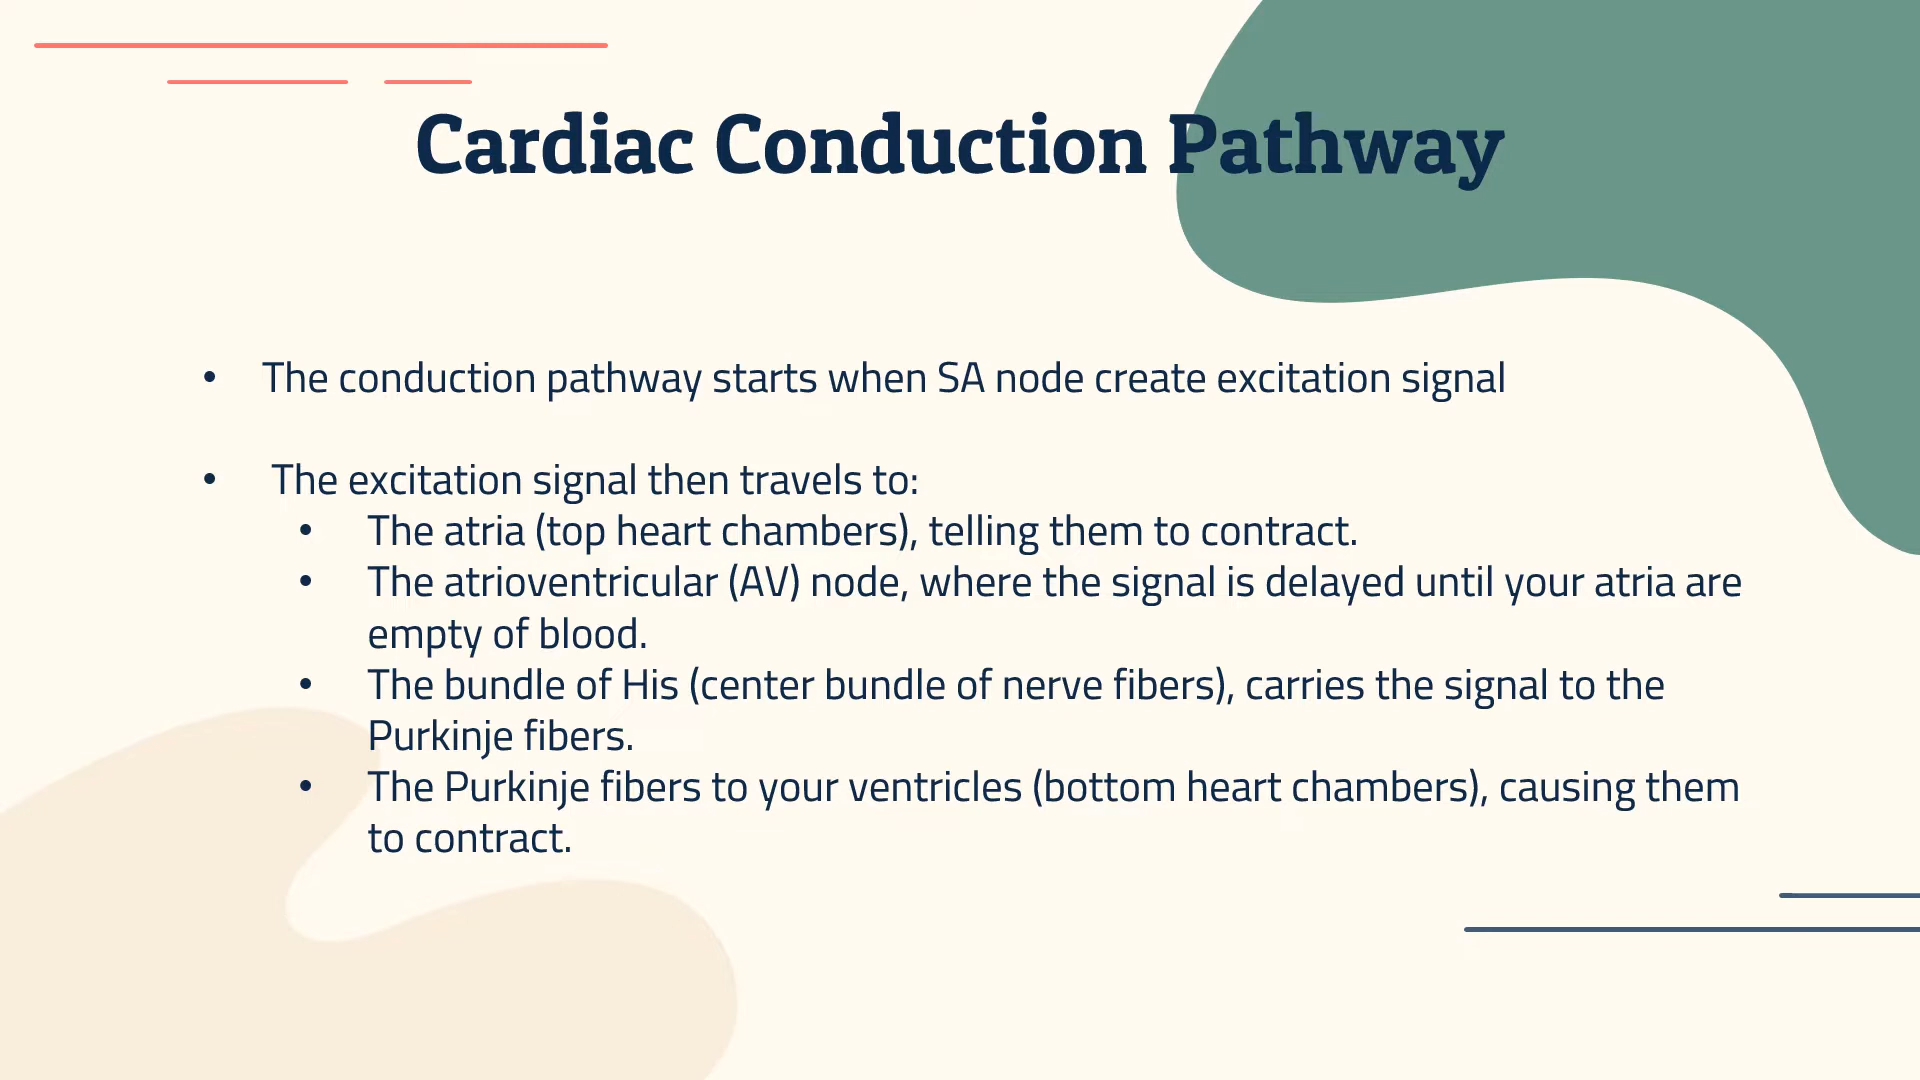 Cardiac Conduction Pathway
• The conduction pathway starts when SA node create excitation signal
• The excitation signal then travels to:
• The atria (top heart chambers), telling them to contract.
• The atrioventricular (AV) node, where the signal is delayed until your atria are
empty of blood.
• The bundle of His (center bundle of nerve fibers), carries the signal to the
Purkinje fibers.
• The Purkinje fibers to your ventricles (bottom heart chambers), causing them
to contract.